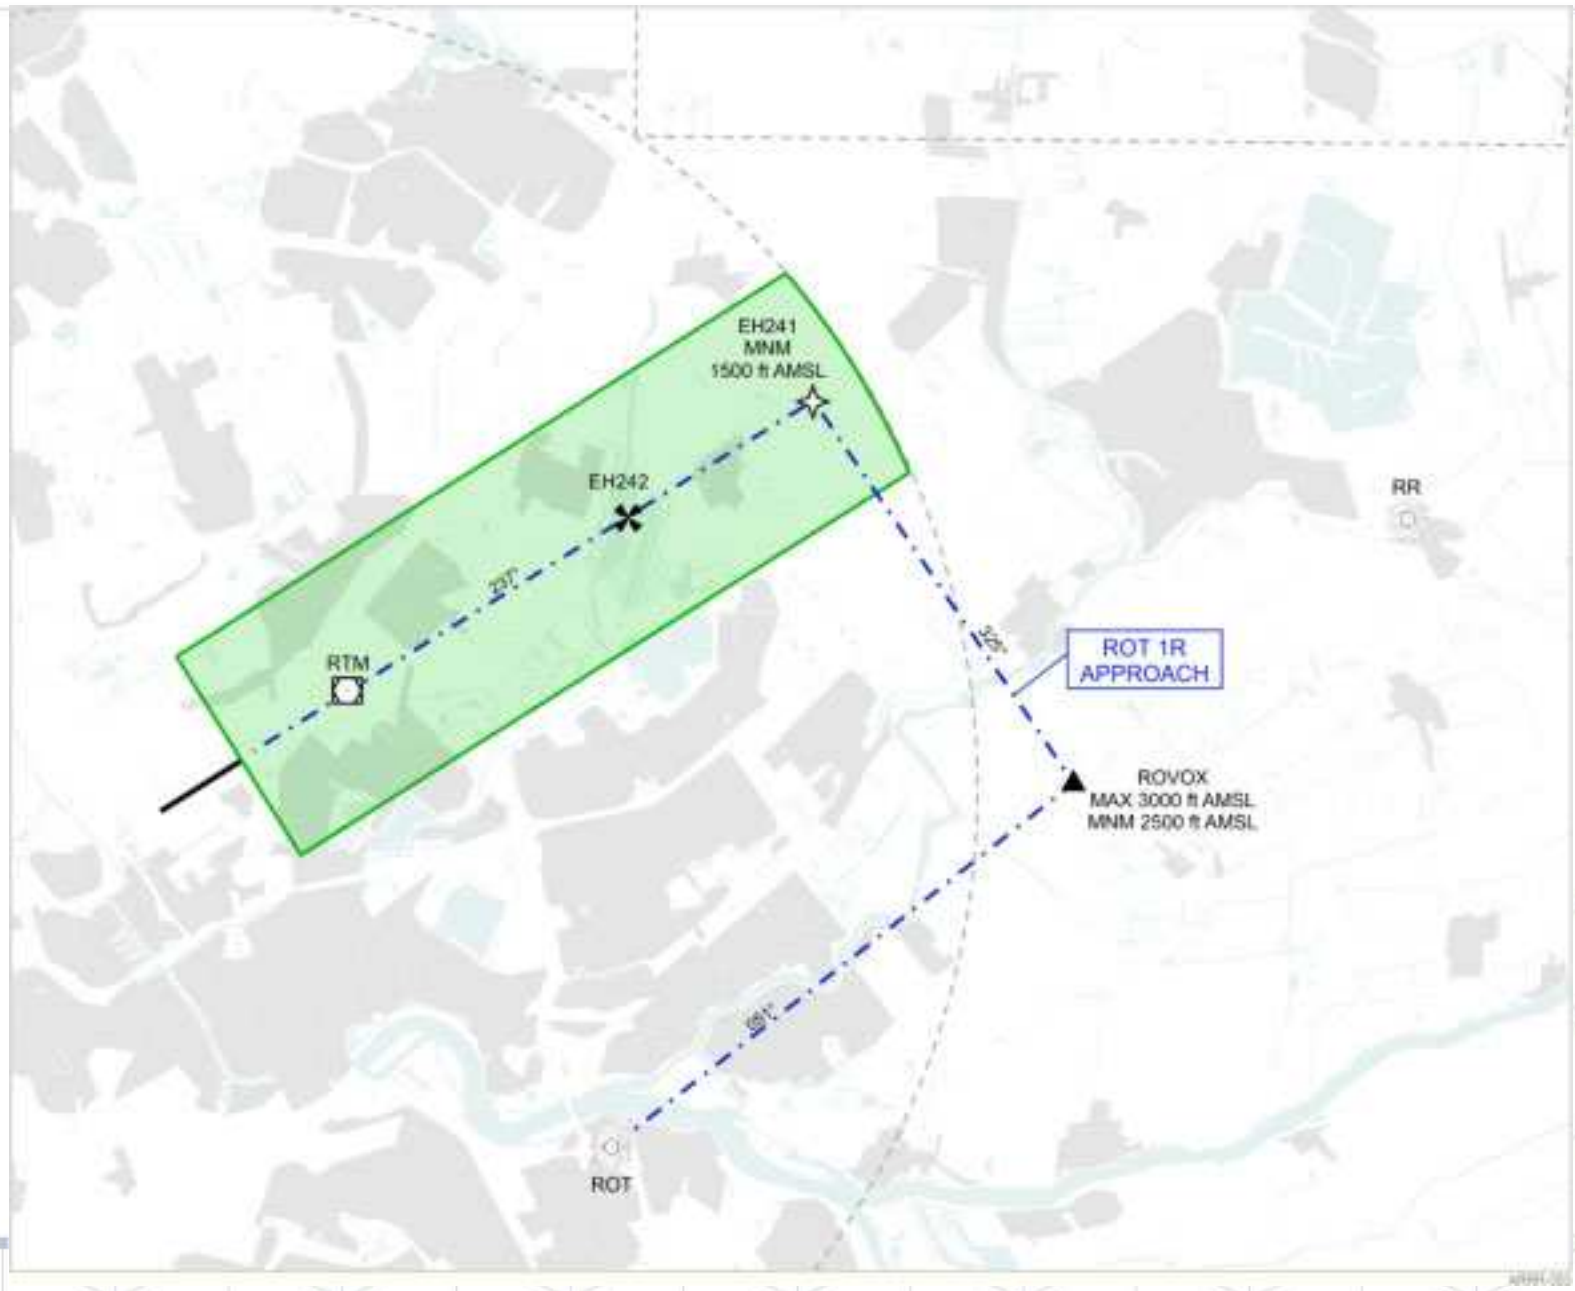 EH241
MNM
1500 ft AMSL
EH242
RR
237°
325°
ROT 1R
APPROACH
RTM
ROVOX
MAX 3000 ft AMSL
MNM 2500 ft AMSL
051°
ROT